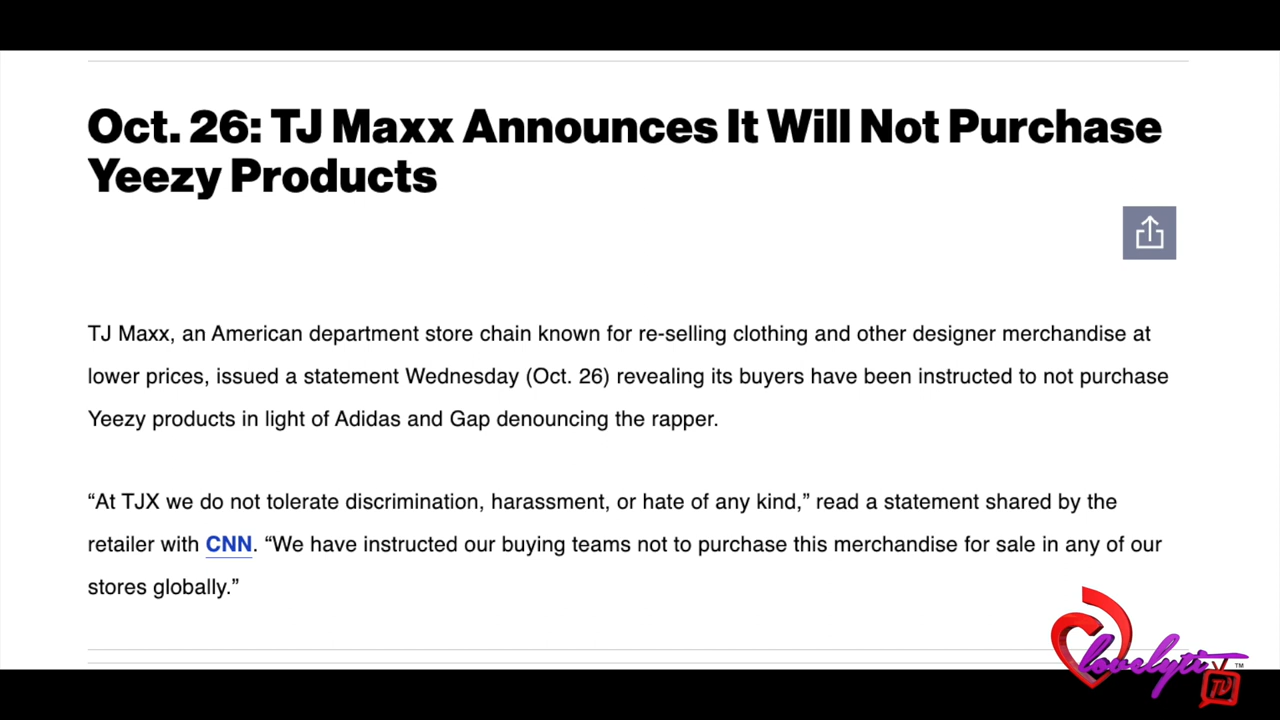 Oct. 26: TJ Maxx Announces It Will Not Purchase
Yeezy Products
TJ Maxx, an American department store chain known for re-selling clothing and other designer merchandise at
lower prices, issued a statement Wednesday (Oct. 26) revealing its buyers have been instructed to not purchase
Yeezy products in light of Adidas and Gap denouncing the rapper.
“At TJX we do not tolerate discrimination, harassment, or hate of any kind,” read a statement shared by the
retailer with CNN. “We have instructed our buying teams not to purchase this merchandise for sale in any of our
stores globally.”
lovelyti
TV
TM